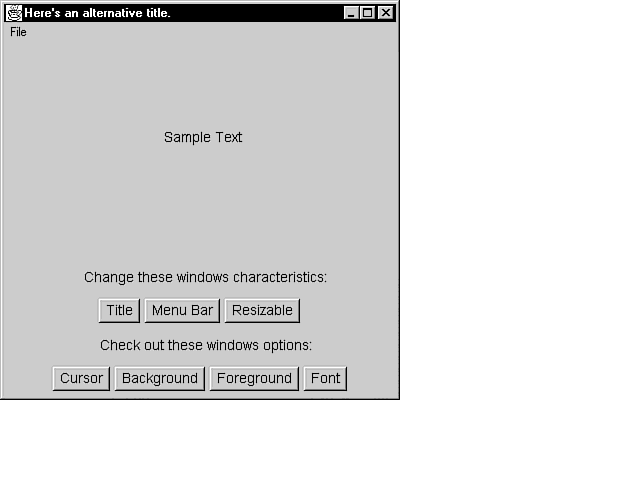 Here's an alternative title.
File
Sample Text
Change these windows characteristics:
Title Menu Bar Resizable
Check out these windows options:
Cursor Background Foreground Font